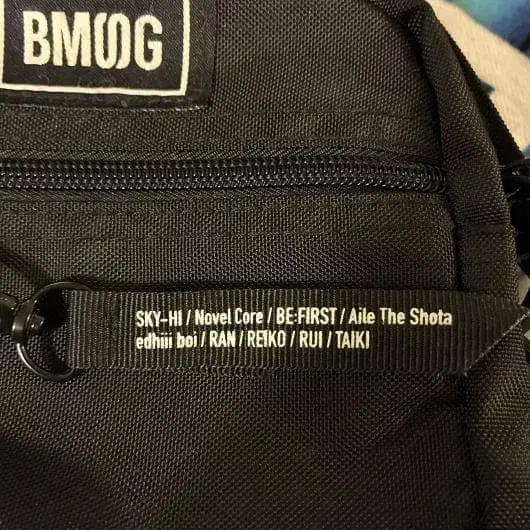 BMSG
SKY-HI / Novel Core / BE:FIRST / Aile The Shota
edhiii boi / RAN / REIKO / RUI / TAIKI